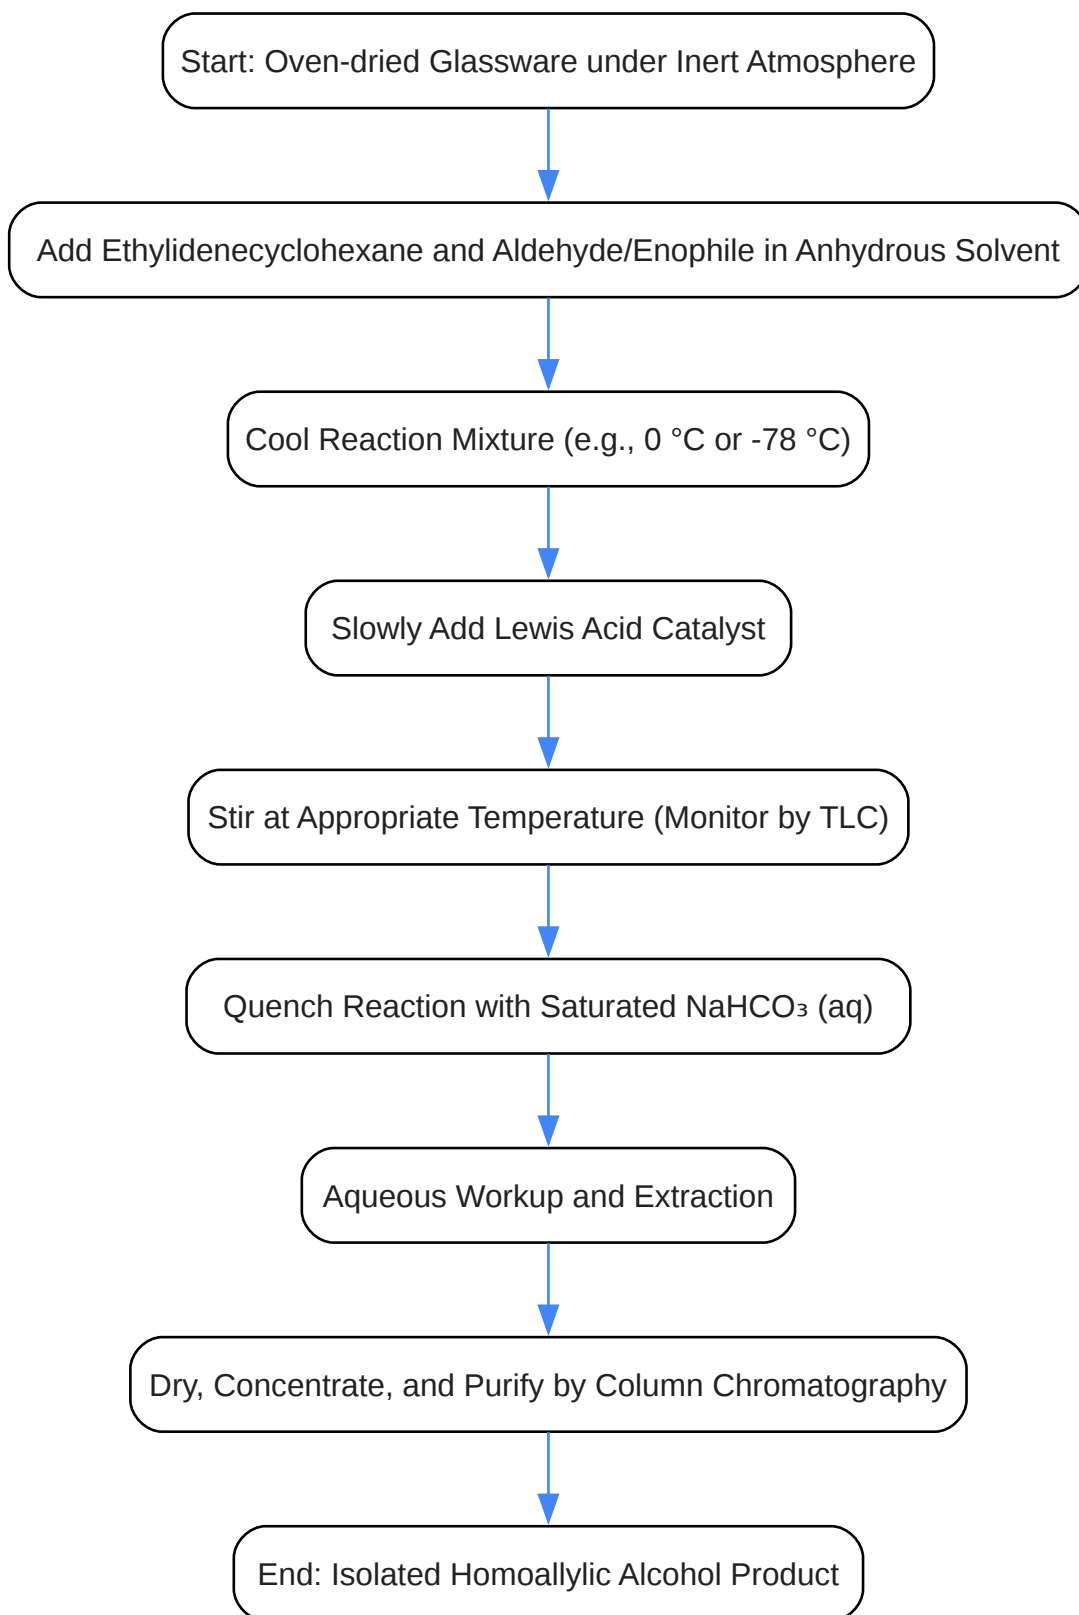 Start: Oven-dried Glassware under Inert Atmosphere
Add Ethylidenecyclohexane and Aldehyde/Enophile in Anhydrous Solvent
Cool Reaction Mixture (e.g., 0 °C or -78 °C)
Slowly Add Lewis Acid Catalyst
Stir at Appropriate Temperature (Monitor by TLC)
Quench Reaction with Saturated NaHCO₃ (aq)
Aqueous Workup and Extraction
Dry, Concentrate, and Purify by Column Chromatography
End: Isolated Homoallylic Alcohol Product